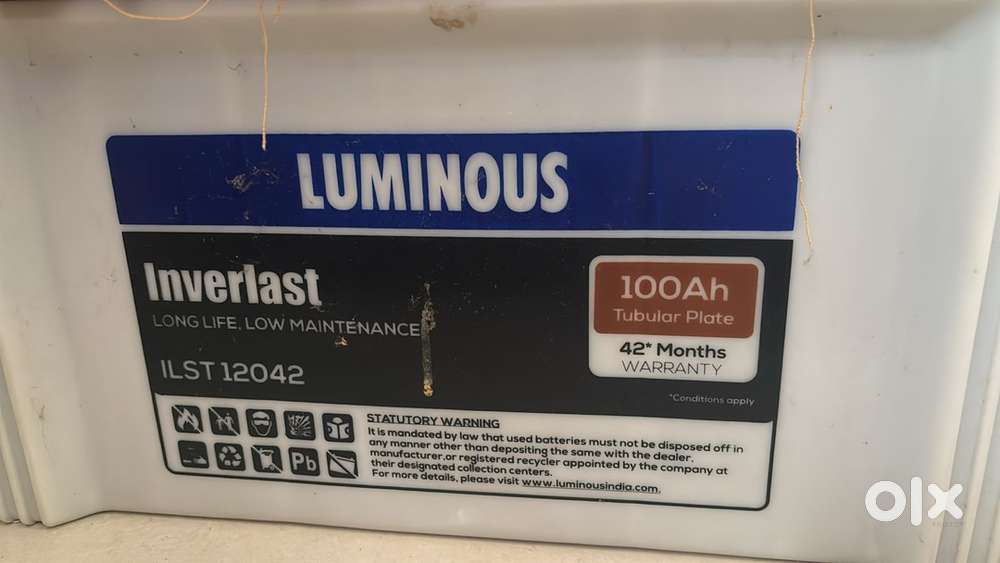 LUMINOUS
Inverlast
LONG LIFE, LOW MAINTENANCE
ILST 12042
100Ah
Tubular Plate
42* Months
WARRANTY
*Conditions apply
Pb
STATUTORY WARNING
It is mandated by law that used batteries must not be disposed off in
any manner other than depositing the same with the dealer,
manufacturer,or registered recycler appointed by the company at
their designated collection centers.
For more details, please visit www.luminousindia.com.
olx